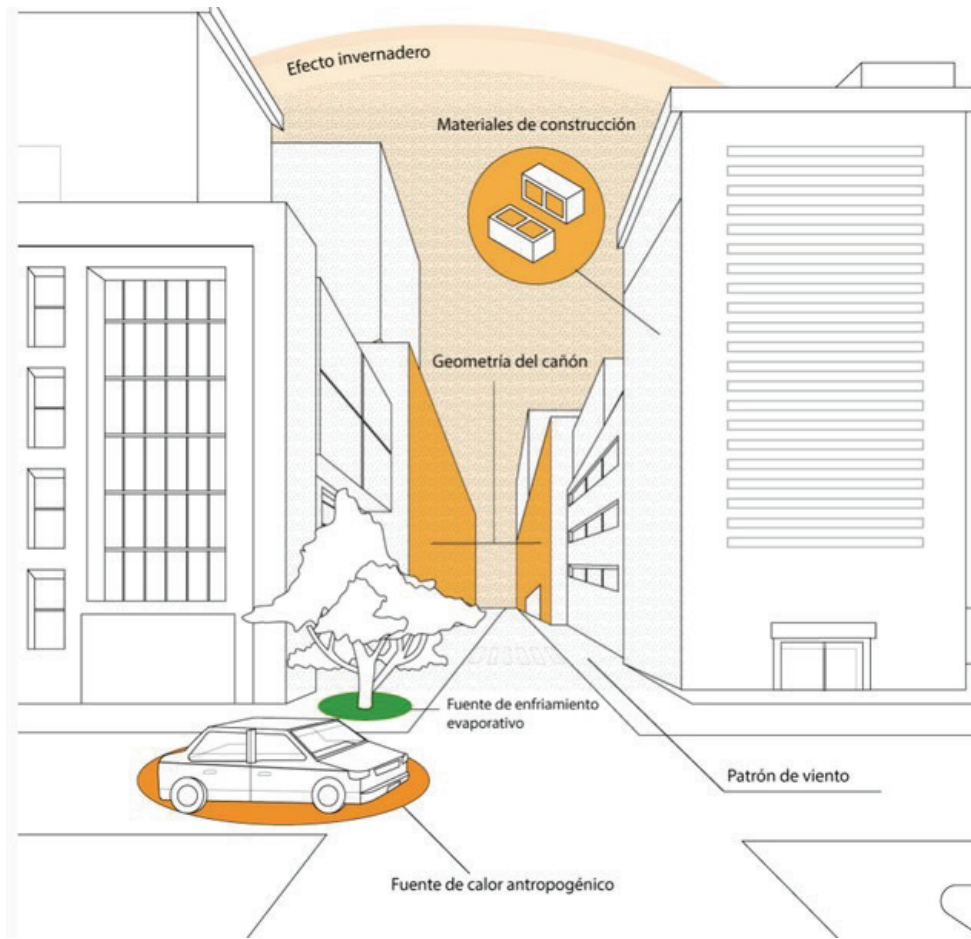 Efecto invernadero
Materiales de construcción
Geometría del cañón
Fuente de enfriamiento
evaporativo
Patrón de viento
Fuente de calor antropogénico